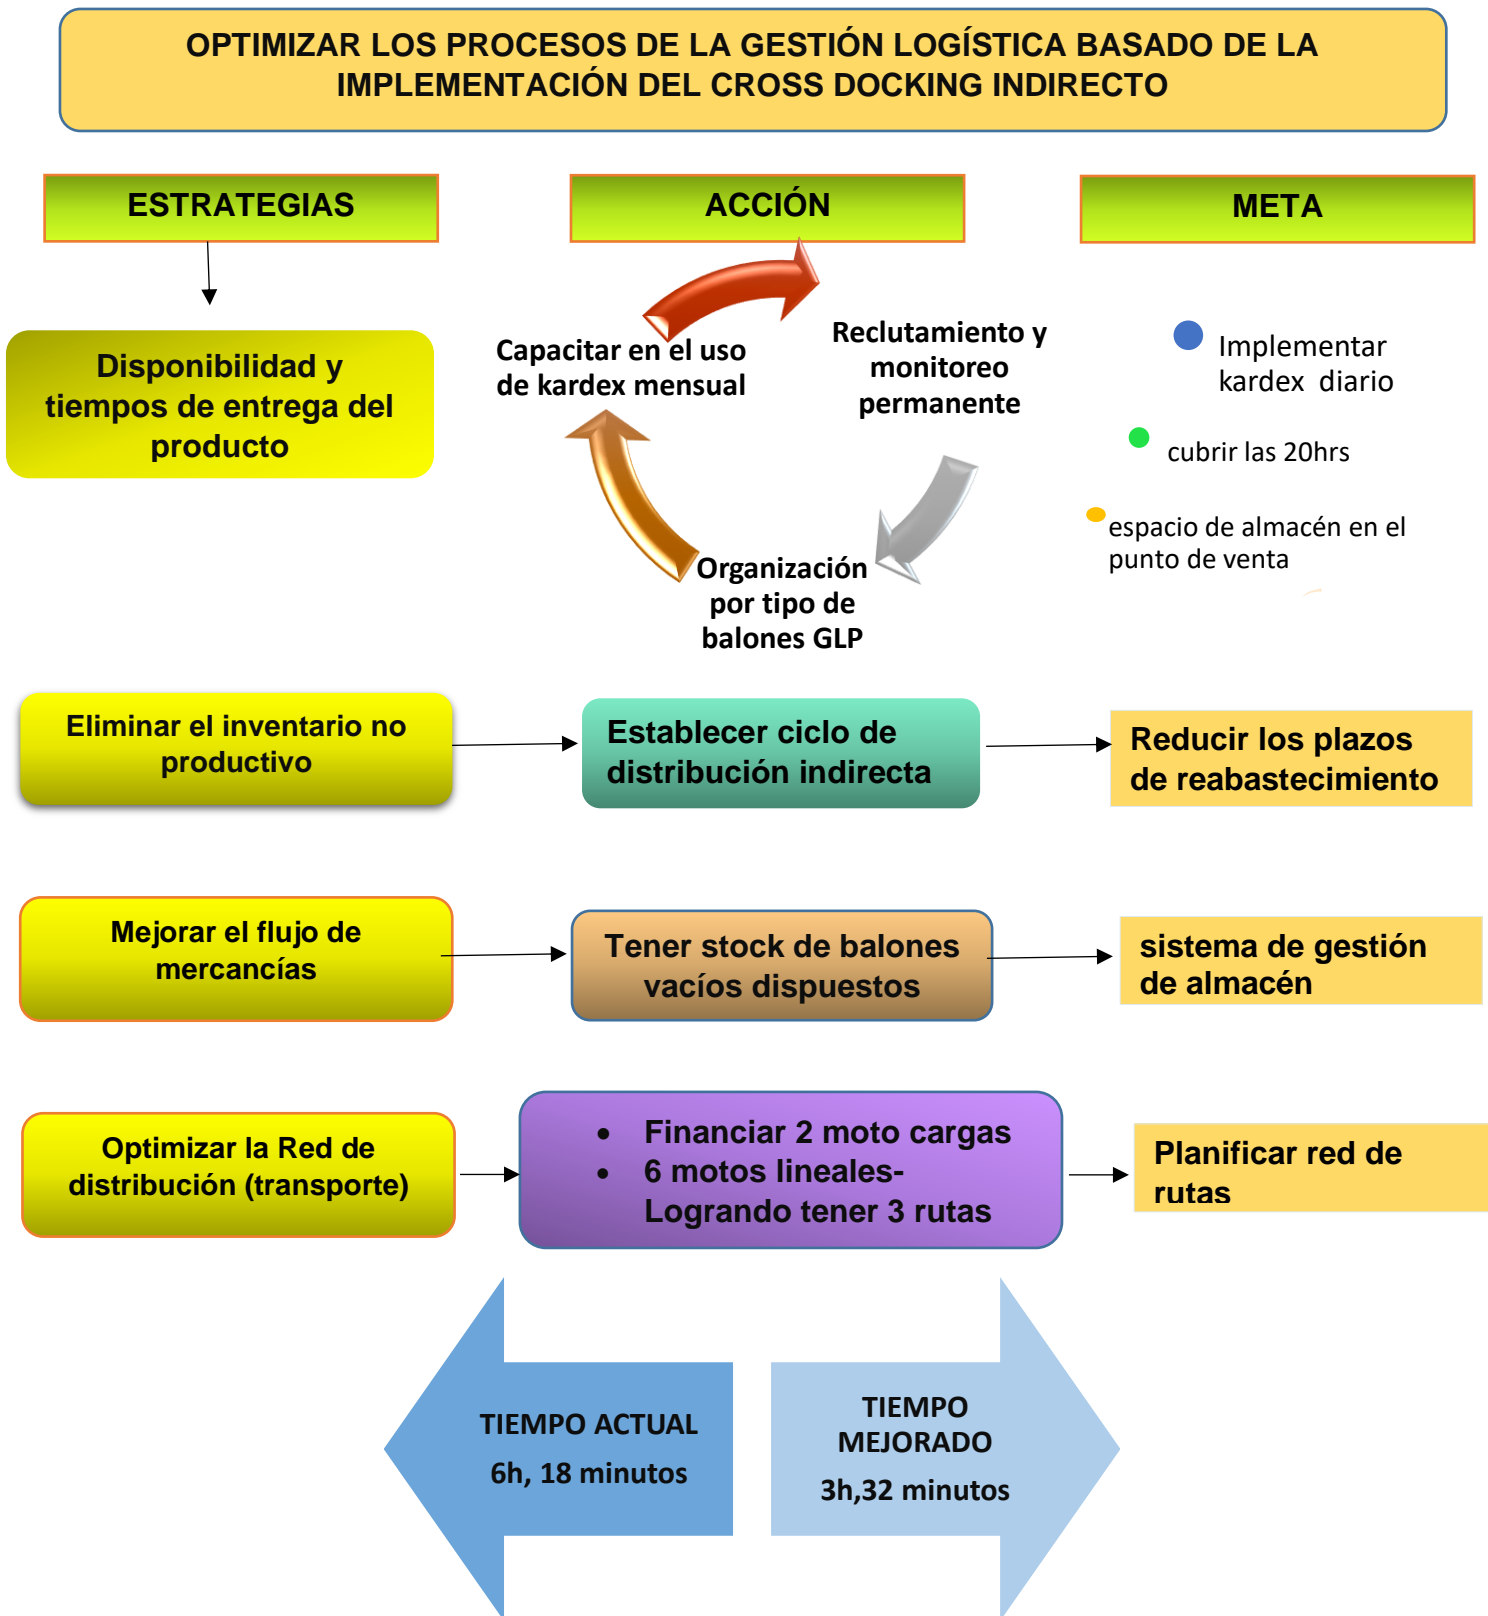 OPTIMIZAR LOS PROCESOS DE LA GESTIÓN LOGÍSTICA BASADO DE LA
IMPLEMENTACIÓN DEL CROSS DOCKING INDIRECTO
ESTRATEGIAS
ACCIÓN
META
Disponibilidad y
tiempos de entrega del
producto
Capacitar en el uso
de kardex mensual
Reclutamiento y
monitoreo
permanente
Organización
por tipo de
balones GLP
Implementar
kardex diario
cubrir las 20hrs
espacio de almacén en el
punto de venta
Eliminar el inventario no
productivo
Establecer ciclo de
distribución indirecta
Reducir los plazos
de reabastecimiento
Mejorar el flujo de
mercancías
Tener stock de balones
vacíos dispuestos
sistema de gestión
de almacén
Optimizar la Red de
distribución (transporte)
• Financiar 2 moto cargas
• 6 motos lineales-
Logrando tener 3 rutas
Planificar red de
rutas
TIEMPO ACTUAL
6h, 18 minutos
TIEMPO
MEJORADO
3h,32 minutos